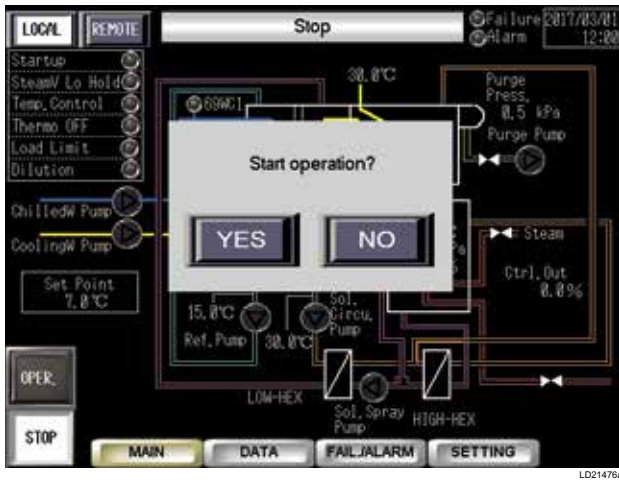 LOCAL REMOTE Stop Failure 2017/03/01
Alarm 12:00
Startup
SteamV Lo Hold
Temp. Control
Thermo OFF
Load Limit
Dilution
30.0℃
69WC1
Purge
Press.
0.5 kPa
Purge Pump
Start operation?
YES NO
ChilledW Pump
CoolingW Pump
Steam
Set Point
7.0℃
Ctrl. Out
0.0%
15.0℃
Ref. Pump
30.0℃
Sol.
Circu.
Pump
OPER.
LOW-HEX
Sol. Spray
Pump
HIGH-HEX
STOP
MAIN DATA FAIL./ALARM SETTING